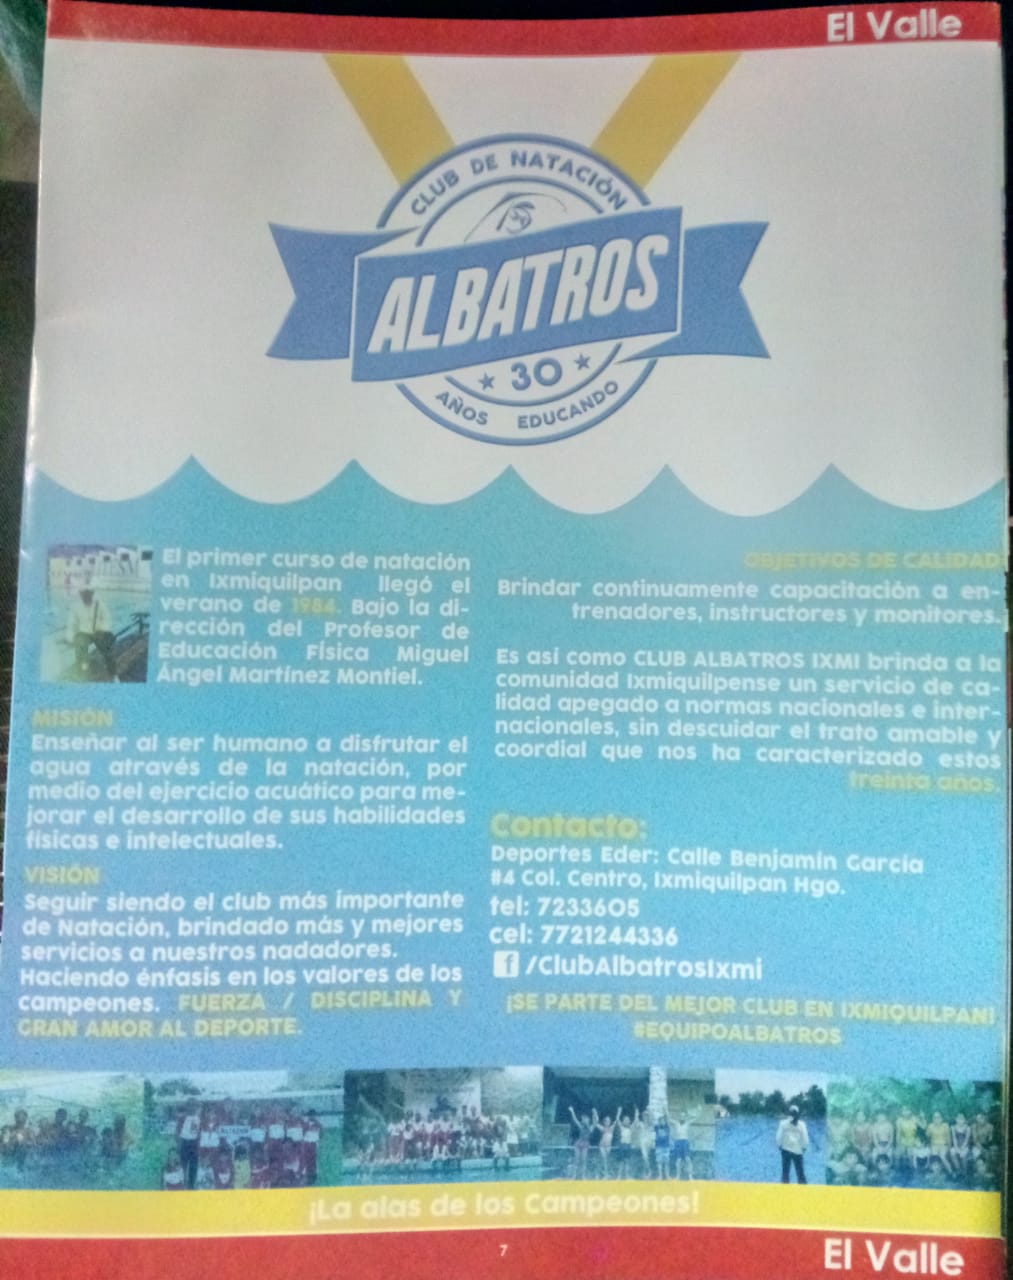 El Valle
CLUB DE NATACIÓN
ALBATROS
30
AÑOS EDUCANDO
El primer curso de natación
en Ixmiquilpan llegó el
verano de 1984. Bajo la di-
rección del Profesor de
Educación Física Miguel
Ángel Martínez Montiel.
MISIÓN
Enseñar al ser humano a disfrutar el
agua através de la natación, por
medio del ejercicio acuático para me-
jorar el desarrollo de sus habilidades
físicas e intelectuales.
VISIÓN
Seguir siendo el club más importante
de Natación, brindado más y mejores
servicios a nuestros nadadores.
Haciendo énfasis en los valores de los
campeones. FUERZA / DISCIPLINA Y
GRAN AMOR AL DEPORTE.
OBJETIVOS DE CALIDAD:
Brindar continuamente capacitación a en-
trenadores, instructores y monitores.
Es así como CLUB ALBATROS IXMI brinda a la
comunidad Ixmiquilpense un servicio de ca-
lidad apegado a normas nacionales e inter-
nacionales, sin descuidar el trato amable y
coordial que nos ha caracterizado estos
treinta años.
Contacto:
Deportes Eder: Calle Benjamín García
#4 Col. Centro, Ixmiquilpan Hgo.
tel: 7233605
cel: 7721244336
f /ClubAlbatrosIxmi
¡SE PARTE DEL MEJOR CLUB EN IXMIQUILPAN!
#EQUIPOALBATROS
¡La alas de los Campeones!
7
El Valle